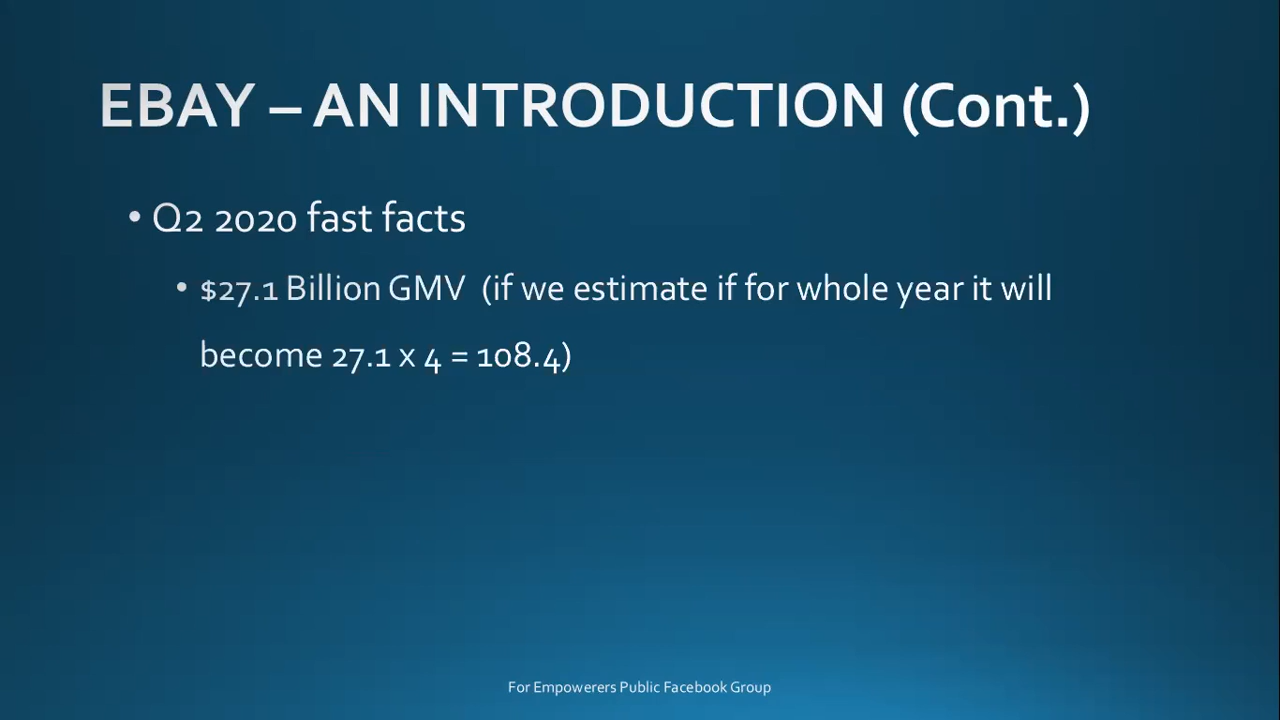 EBAY – AN INTRODUCTION (Cont.)
• Q2 2020 fast facts
• $27.1 Billion GMV (if we estimate if for whole year it will
become 27.1 x 4 = 108.4)
For Empowerers Public Facebook Group